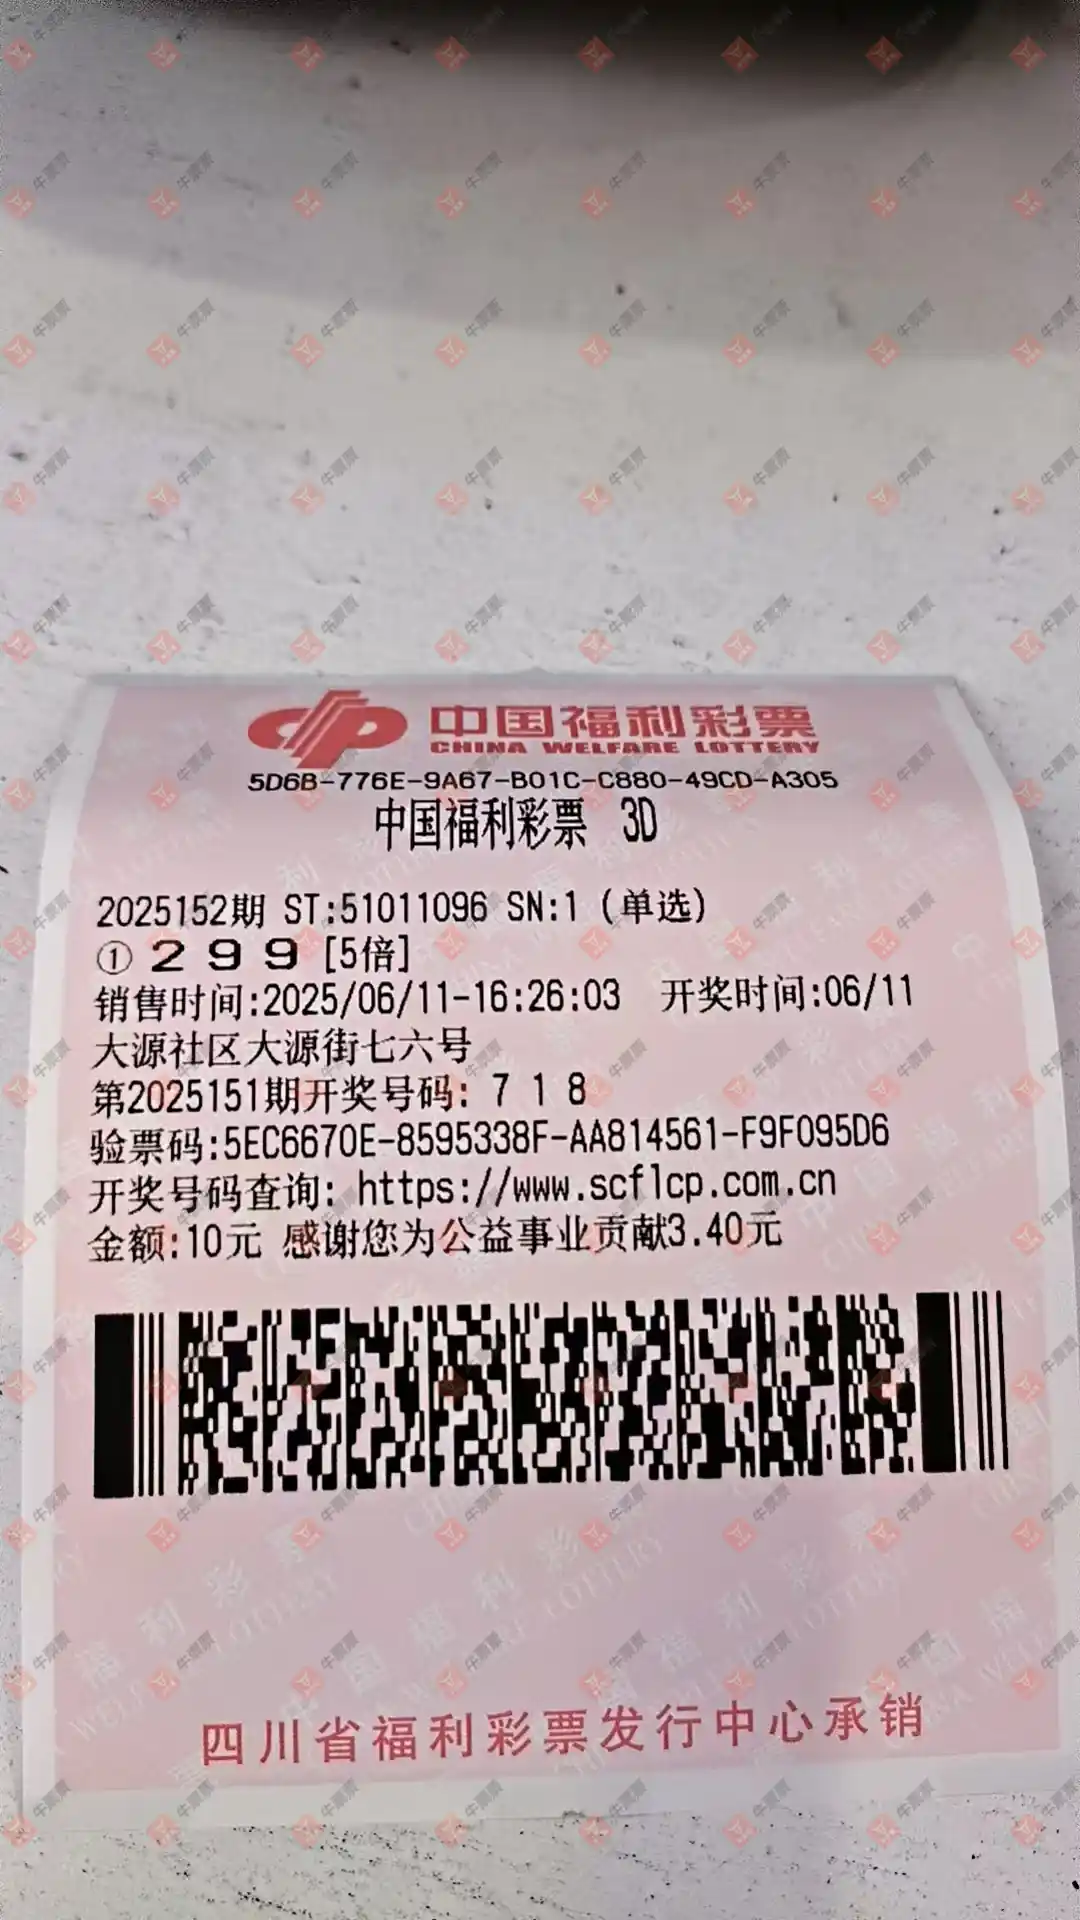 中国福利彩票
CHINA WELFARE LOTTERY
5D6B-776E-9A67-B01C-C880-49CD-A305
中国福利彩票 3D
2025152期 ST:51011096 SN:1 (单选)
① 2 9 9 [5倍]
销售时间:2025/06/11-16:26:03 开奖时间:06/11
大源社区大源街七六号
第2025151期开奖号码: 7 1 8
验票码:5EC6670E-8595338F-AA814561-F9F095D6
开奖号码查询: https://www.scflcp.com.cn
金额:10元 感谢您为公益事业贡献3.40元
四川省福利彩票发行中心承销
牛票票